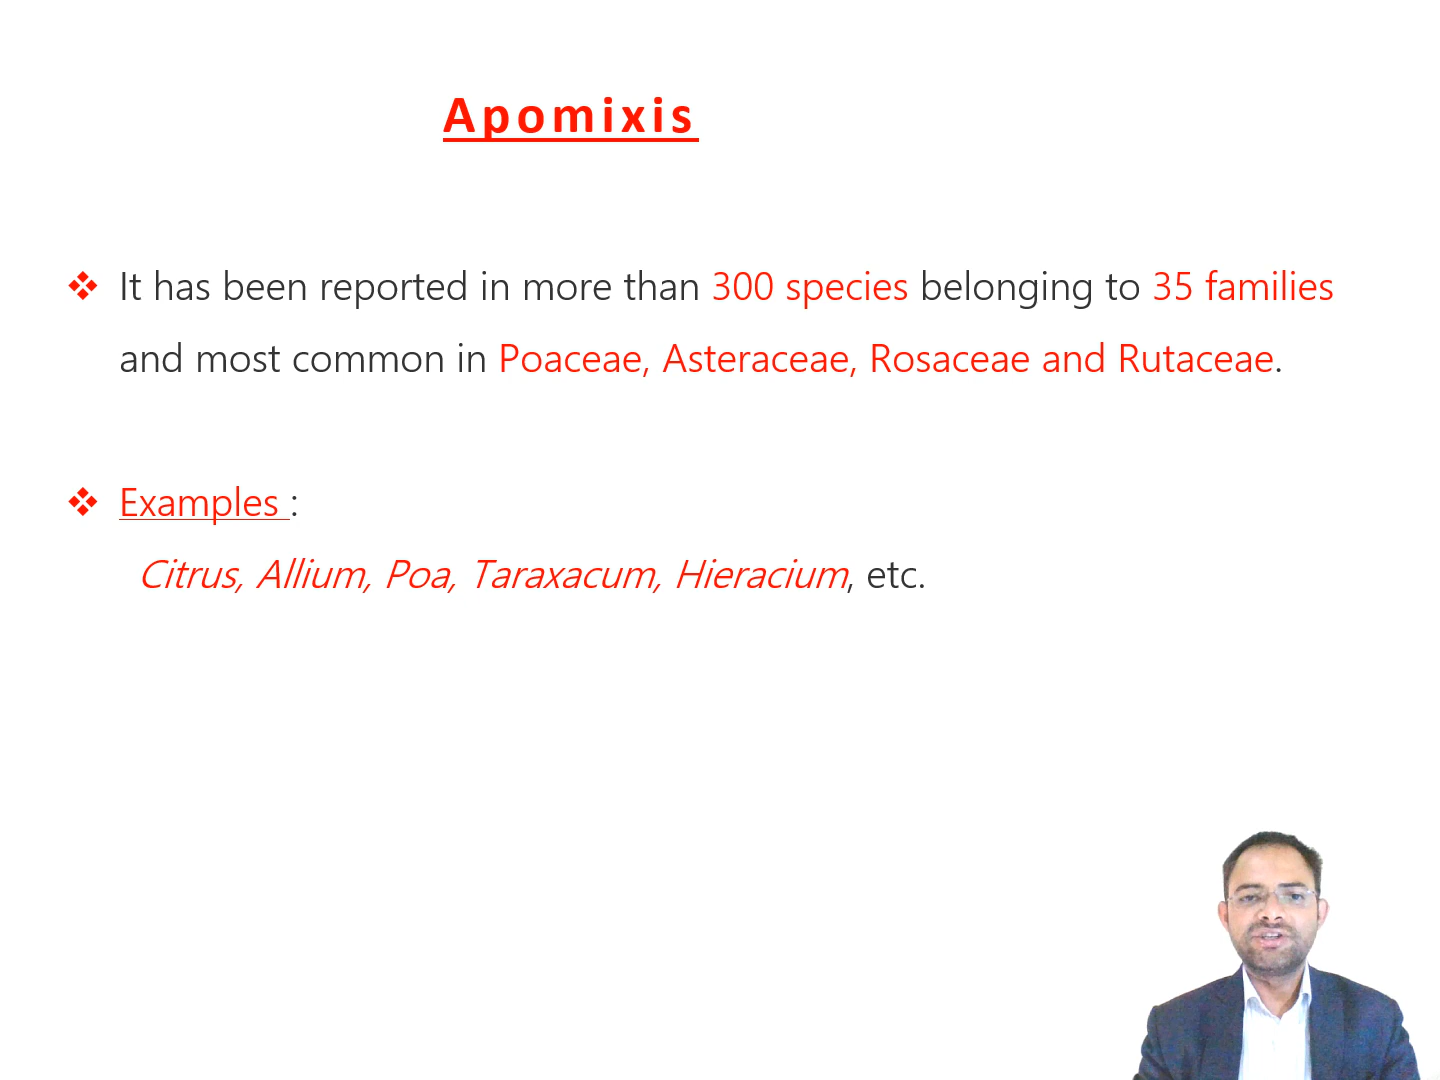 Apomixis
It has been reported in more than 300 species belonging to 35 families
and most common in Poaceae, Asteraceae, Rosaceae and Rutaceae.
Examples :
Citrus, Allium, Poa, Taraxacum, Hieracium, etc.